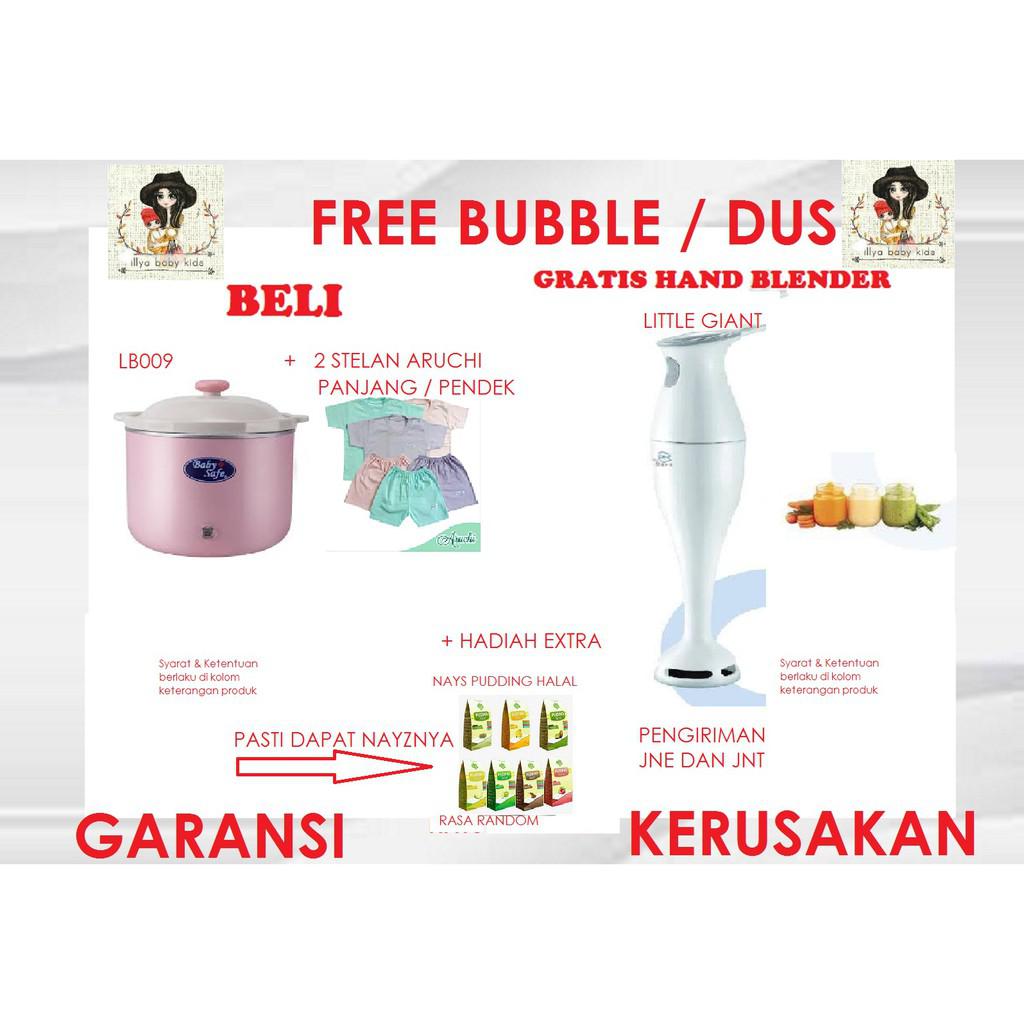 illya baby kids
FREE BUBBLE / DUS
illya baby kids
BELI
GRATIS HAND BLENDER
LITTLE GIANT
LB009
+ 2 STELAN ARUCHI
PANJANG / PENDEK
Baby Safe
Aruchi
+ HADIAH EXTRA
Syarat & Ketentuan
berlaku di kolom
keterangan produk
NAYS PUDDING HALAL
Syarat & Ketentuan
berlaku di kolom
keterangan produk
PASTI DAPAT NAYZNYA
PENGIRIMAN
JNE DAN JNT
RASA RANDOM
GARANSI
KERUSAKAN